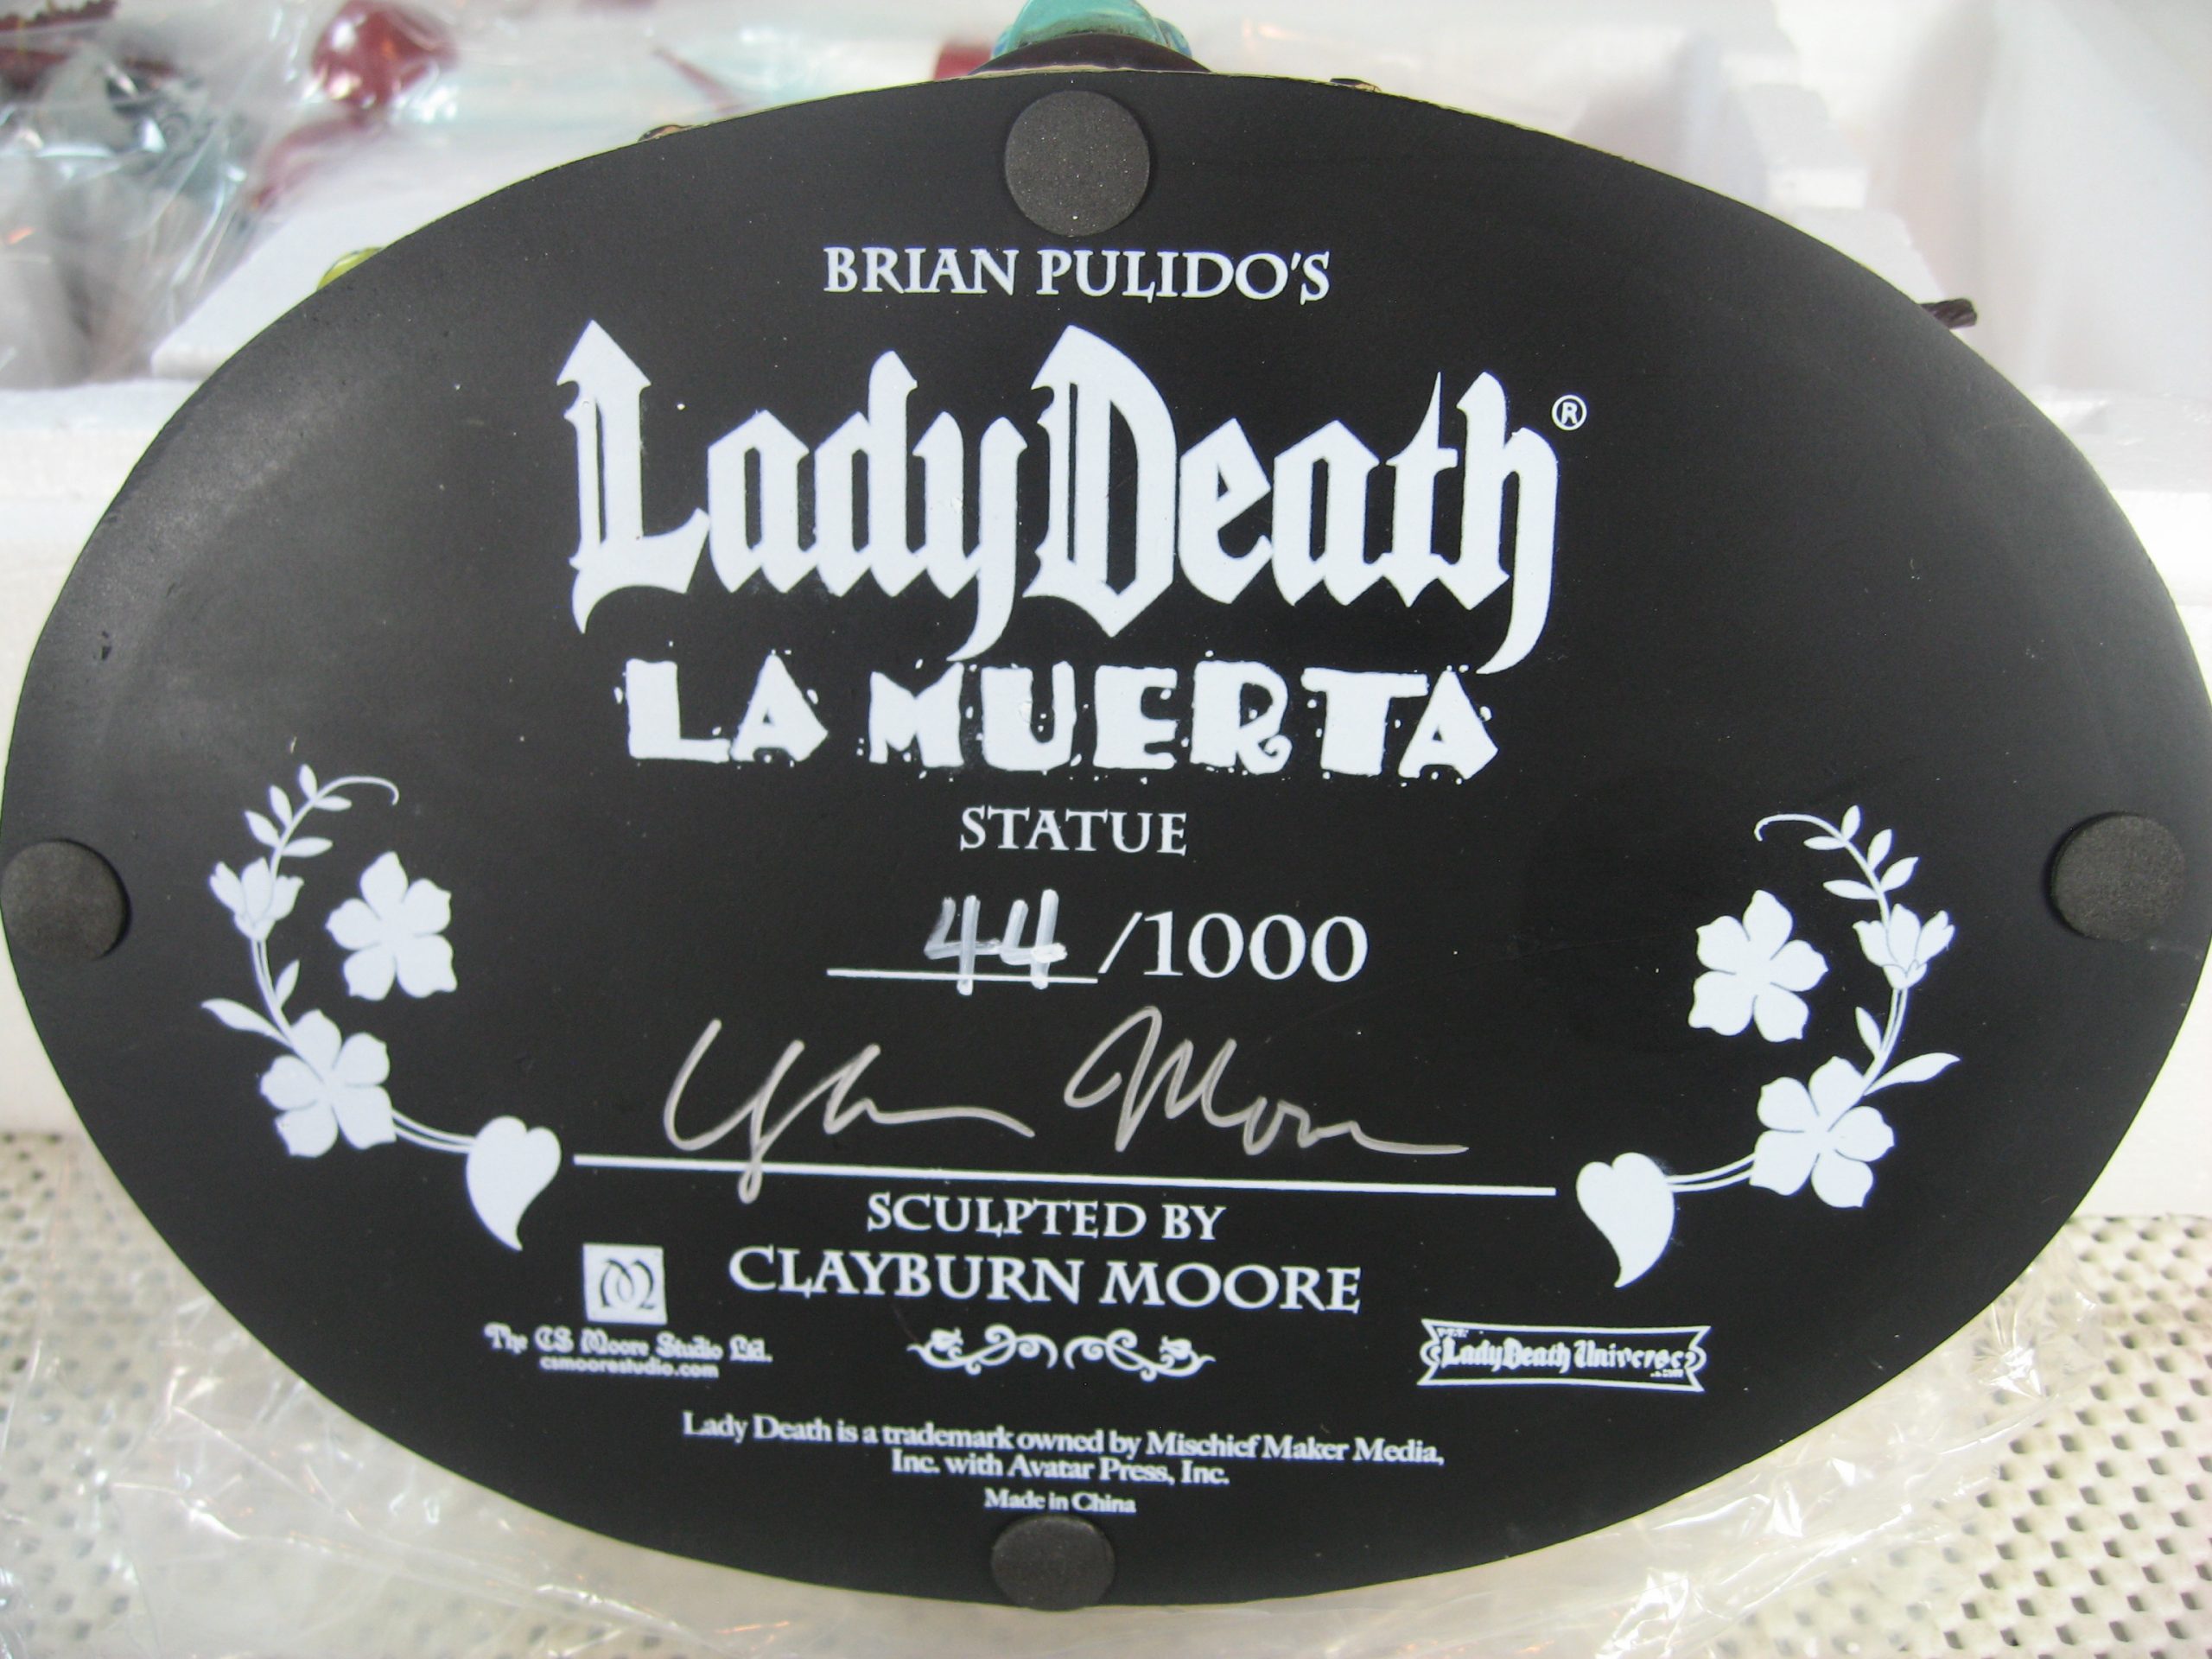 BRIAN PULIDO'S
Lady Death®
LA MUERTA
STATUE
44/1000
SCULPTED BY
CLAYBURN MOORE
The CS Moore Studio Ltd.
csmoorestudio.com
Lady Death Universe
Lady Death is a trademark owned by Mischief Maker Media,
Inc. with Avatar Press, Inc.
Made in China